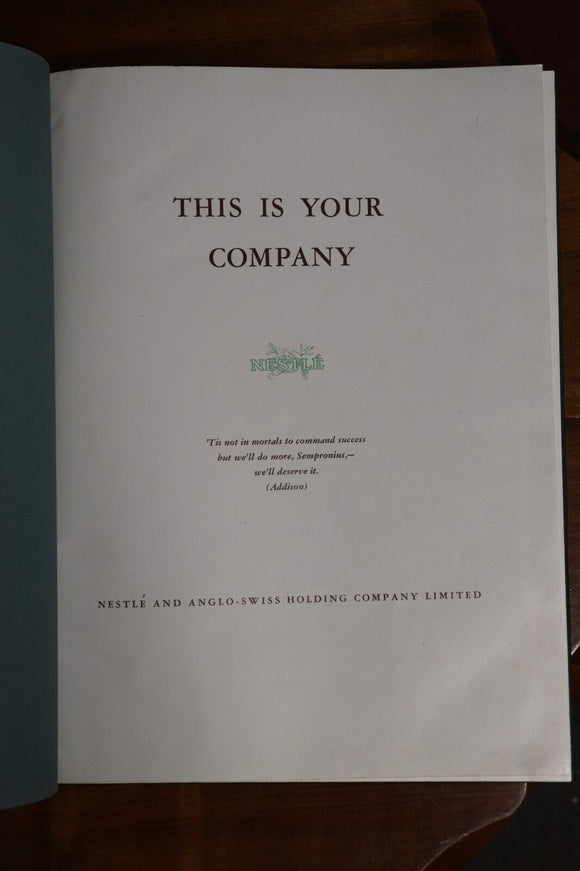 THIS IS YOUR
COMPANY
NESTLÉ
'Tis not in mortals to command success
but we'll do more, Sempronius,—
we'll deserve it.
(Addison)
NESTLÉ AND ANGLO-SWISS HOLDING COMPANY LIMITED